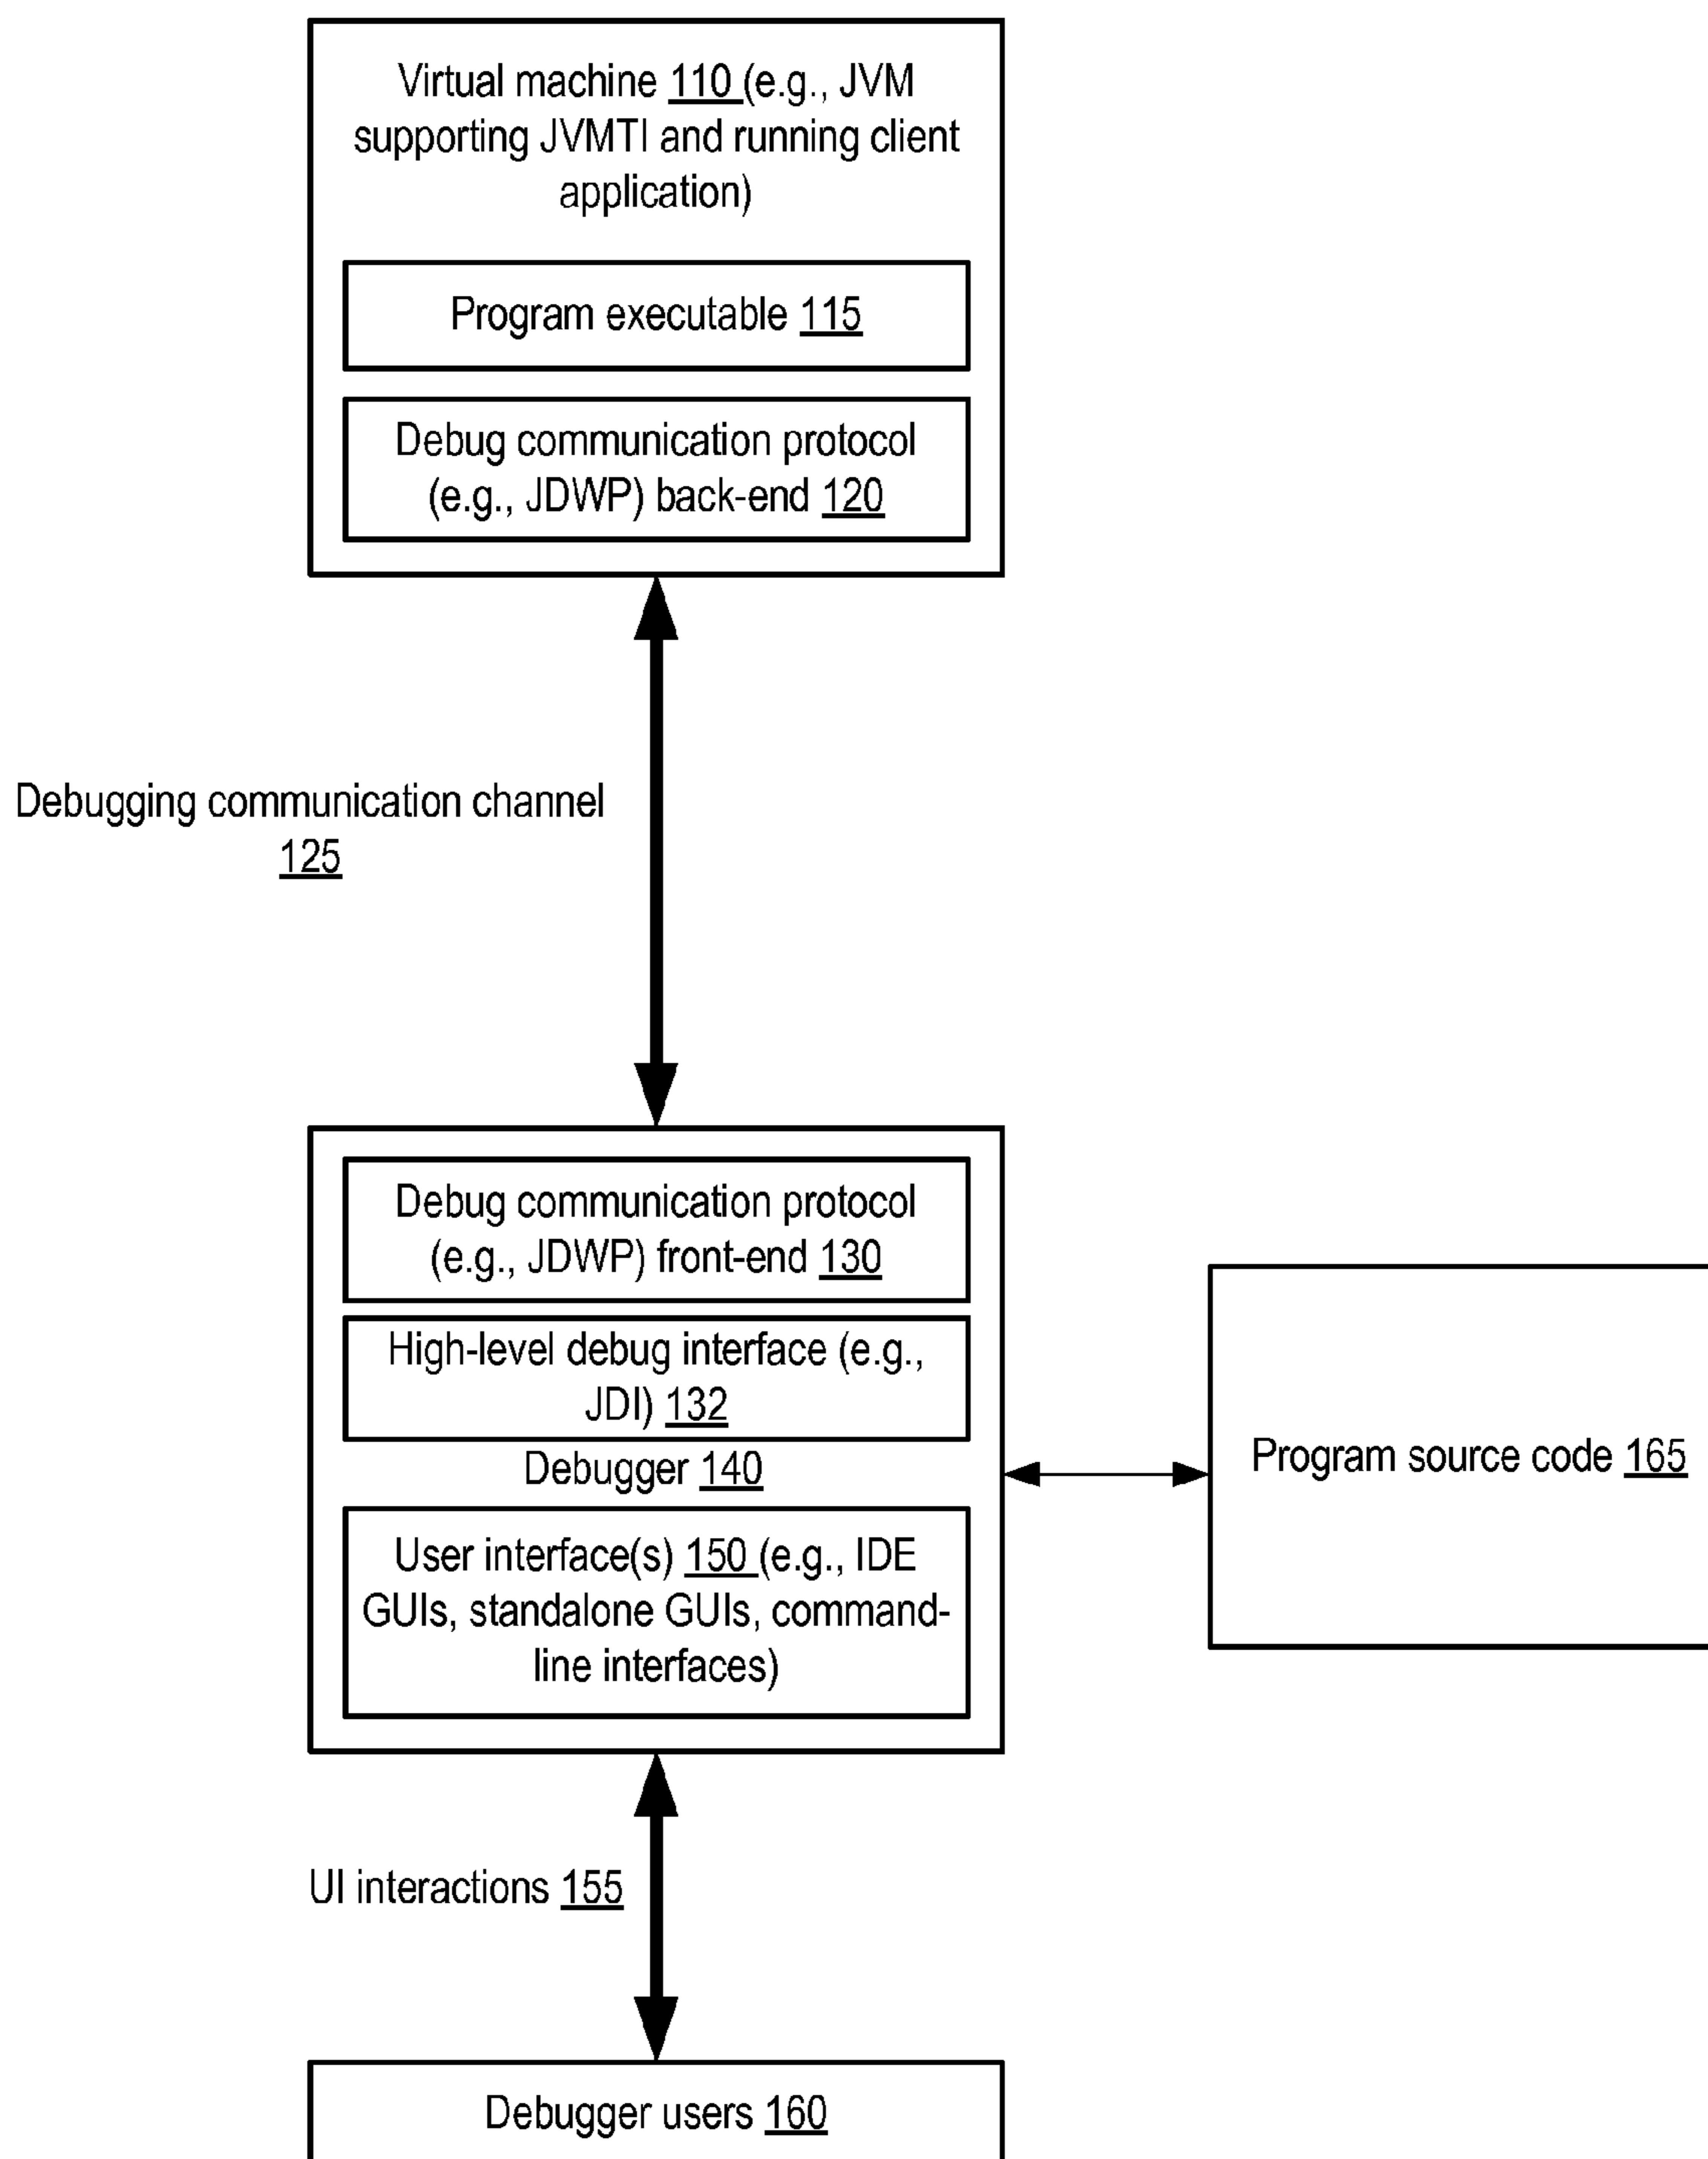 Virtual machine 110 (e.g., JVM
supporting JVMTI and running client
application)
Program executable 115
Debug communication protocol
(e.g., JDWP) back-end 120
Debugging communication channel
125
Debug communication protocol
(e.g., JDWP) front-end 130
High-level debug interface (e.g.,
JDI) 132
Debugger 140
User interface(s) 150 (e.g., IDE
GUIs, standalone GUIs, command-
line interfaces)
Program source code 165
UI interactions 155
Debugger users 160